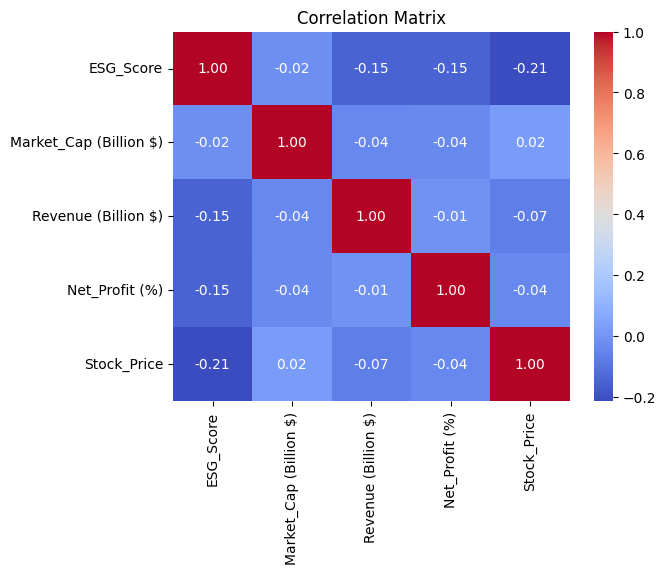 Correlation Matrix
ESG_Score 1.00 -0.02 -0.15 -0.15 -0.21
Market_Cap (Billion $) -0.02 1.00 -0.04 -0.04 0.02
Revenue (Billion $) -0.15 -0.04 1.00 -0.01 -0.07
Net_Profit (%) -0.15 -0.04 -0.01 1.00 -0.04
Stock_Price -0.21 0.02 -0.07 -0.04 1.00
ESG_Score
Market_Cap (Billion $)
Revenue (Billion $)
Net_Profit (%)
Stock_Price
1.0
0.8
0.6
0.4
0.2
0.0
−0.2